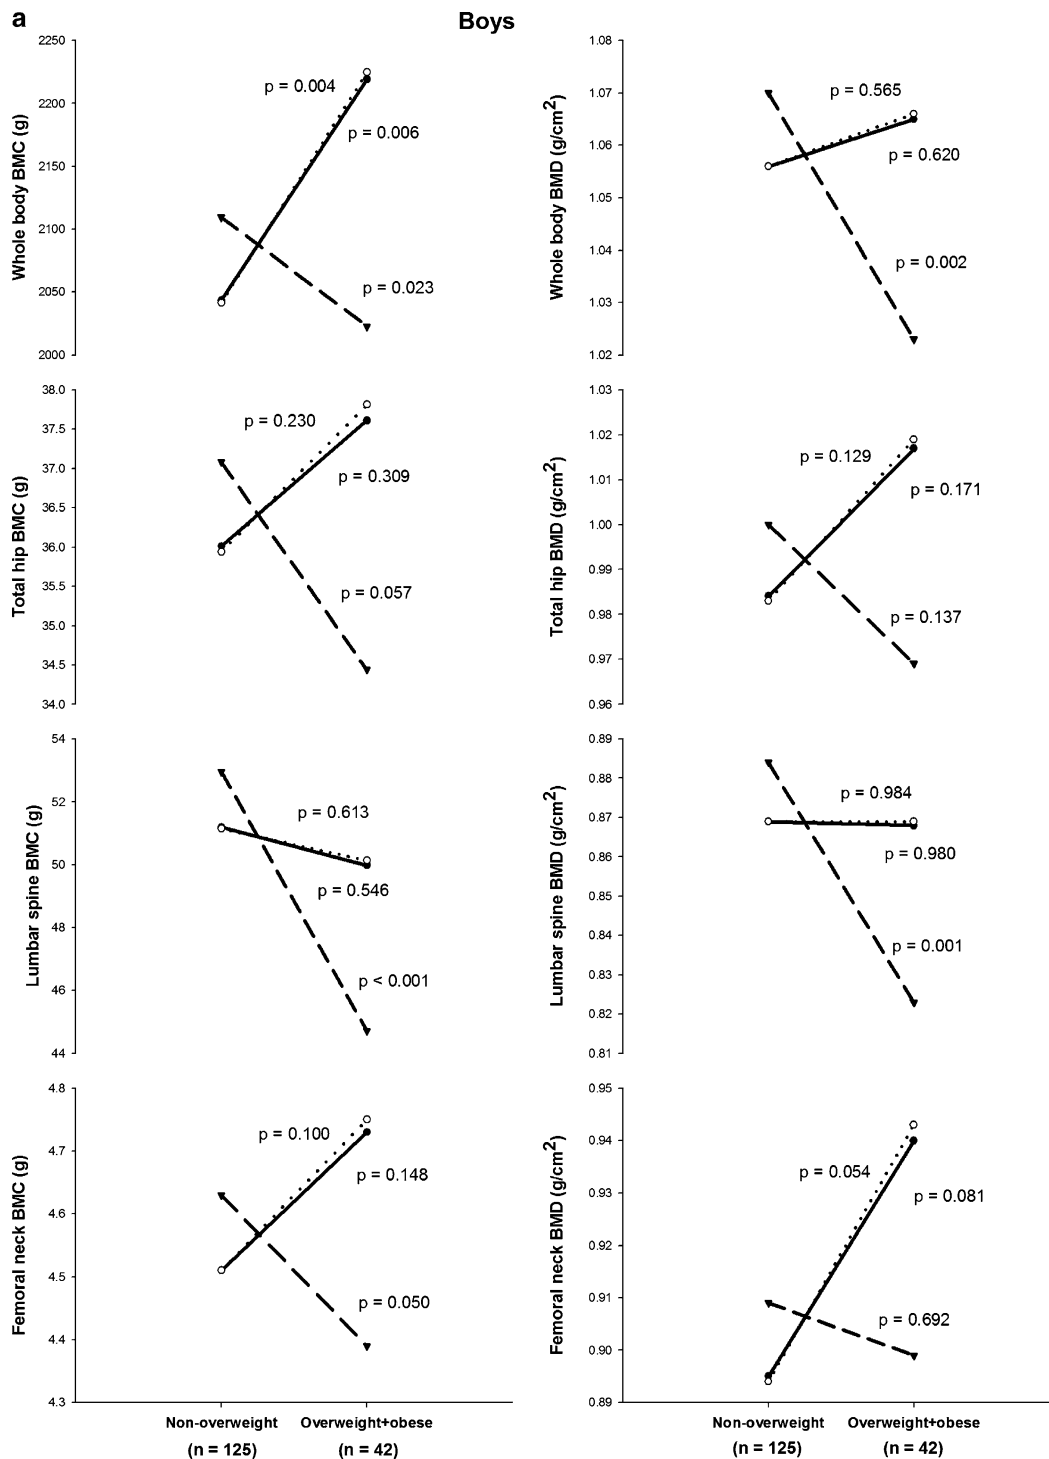 a
Boys
Whole body BMC (g)
2250
2200
2150
2100
2050
2000
p = 0.004
p = 0.006
p = 0.023
Whole body BMD (g/cm2)
1.08
1.07
1.06
1.05
1.04
1.03
1.02
p = 0.565
p = 0.620
p = 0.002
Total hip BMC (g)
38.0
37.5
37.0
36.5
36.0
35.5
35.0
34.5
34.0
p = 0.230
p = 0.309
p = 0.057
Total hip BMD (g/cm2)
1.03
1.02
1.01
1.00
0.99
0.98
0.97
0.96
p = 0.129
p = 0.171
p = 0.137
Lumbar spine BMC (g)
54
52
50
48
46
44
p = 0.613
p = 0.546
p < 0.001
Lumbar spine BMD (g/cm2)
0.89
0.88
0.87
0.86
0.85
0.84
0.83
0.82
0.81
p = 0.984
p = 0.980
p = 0.001
Femoral neck BMC (g)
4.8
4.7
4.6
4.5
4.4
4.3
p = 0.100
p = 0.148
p = 0.050
Non-overweight
(n = 125)
Overweight+obese
(n = 42)
Femoral neck BMD (g/cm2)
0.95
0.94
0.93
0.92
0.91
0.90
0.89
p = 0.054
p = 0.081
p = 0.692
Non-overweight
(n = 125)
Overweight+obese
(n = 42)